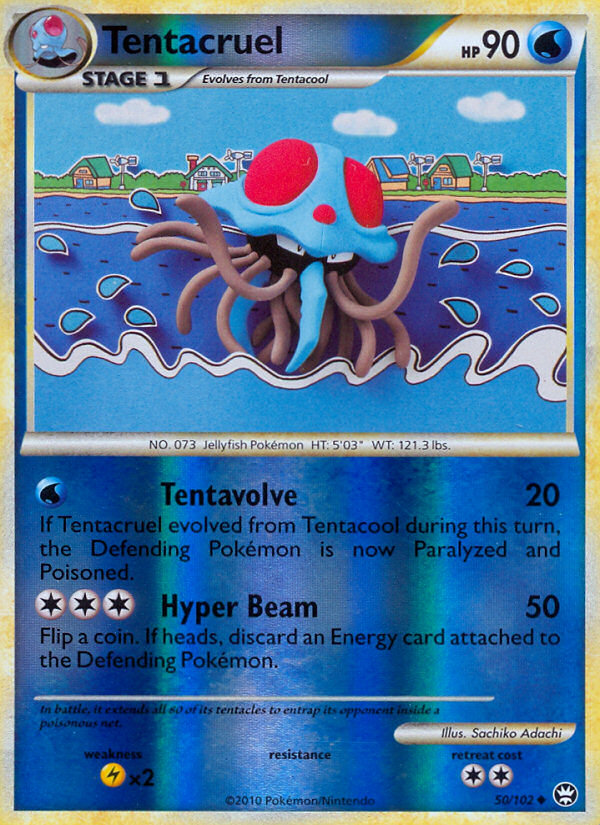 Tentacruel
HP 90
STAGE 1
Evolves from Tentacool
NO. 073 Jellyfish Pokémon HT: 5'03" WT: 121.3 lbs.
Tentavolve 20
If Tentacruel evolved from Tentacool during this turn,
the Defending Pokémon is now Paralyzed and
Poisoned.
Hyper Beam 50
Flip a coin. If heads, discard an Energy card attached to
the Defending Pokémon.
In battle, it extends all 80 of its tentacles to entrap its opponent inside a
poisonous net.
Illus. Sachiko Adachi
weakness resistance retreat cost
×2
©2010 Pokémon/Nintendo 50/102